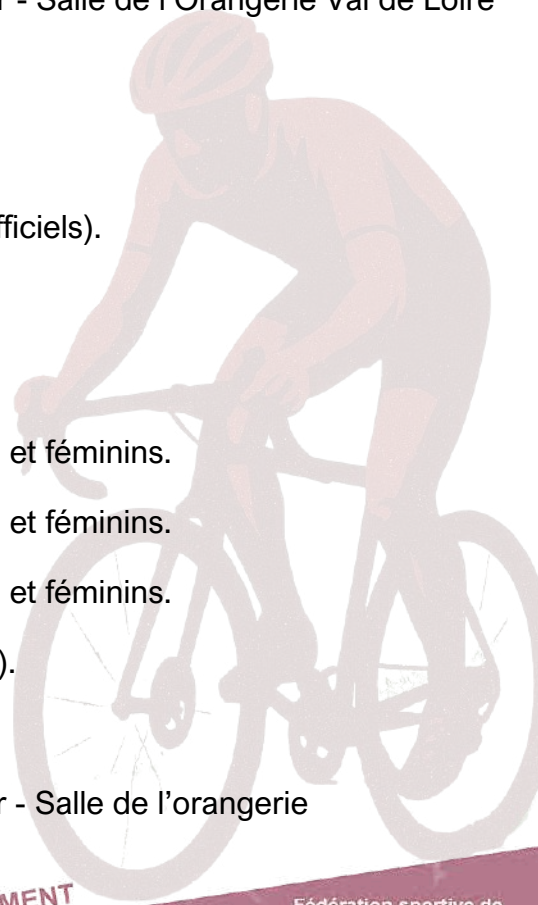 r - Salle de l'Orangerie Val de Loire
fficiels).
et féminins.
et féminins.
et féminins.
).
r - Salle de l’orangerie
MENT
Fédération sportive de